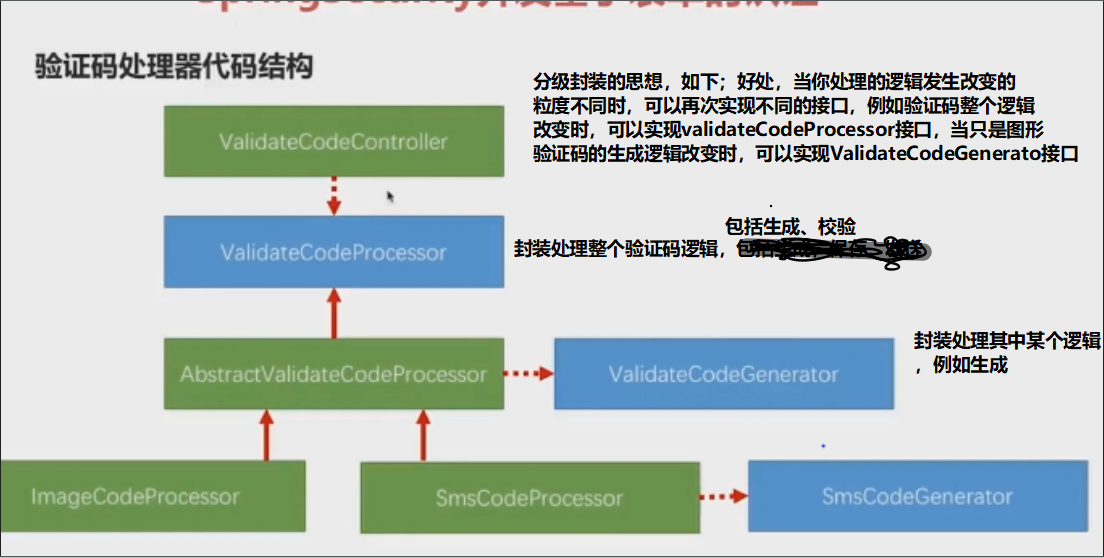 验证码处理器代码结构
分级封装的思想，如下；好处，当你处理的逻辑发生改变的
粒度不同时，可以再次实现不同的接口，例如验证码整个逻辑
改变时，可以实现validateCodeProcessor接口，当只是图形
验证码的生成逻辑改变时，可以实现ValidateCodeGenerato接口
ValidateCodeController
包括生成、校验
ValidateCodeProcessor
封装处理整个验证码逻辑，包括
封装处理其中某个逻辑
，例如生成
AbstractValidateCodeProcessor
ValidateCodeGenerator
ImageCodeProcessor
SmsCodeProcessor
SmsCodeGenerator